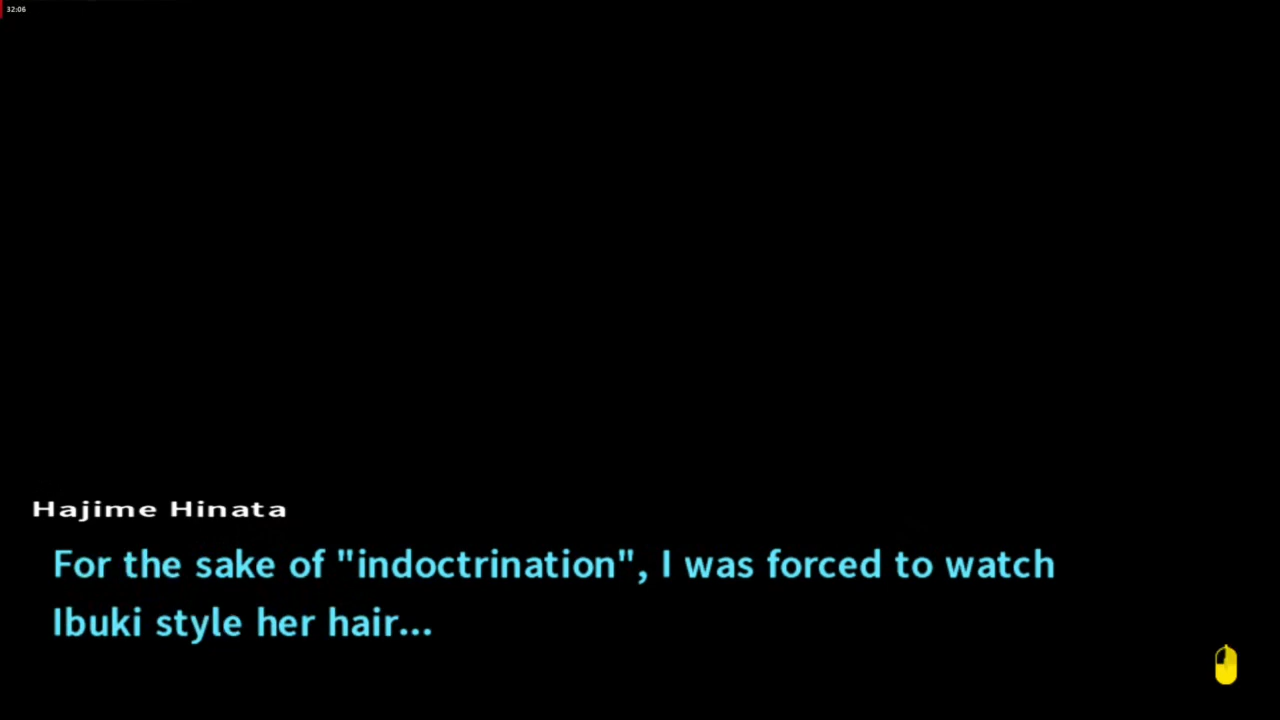 32:06
Hajime Hinata
For the sake of "indoctrination", I was forced to watch
Ibuki style her hair...